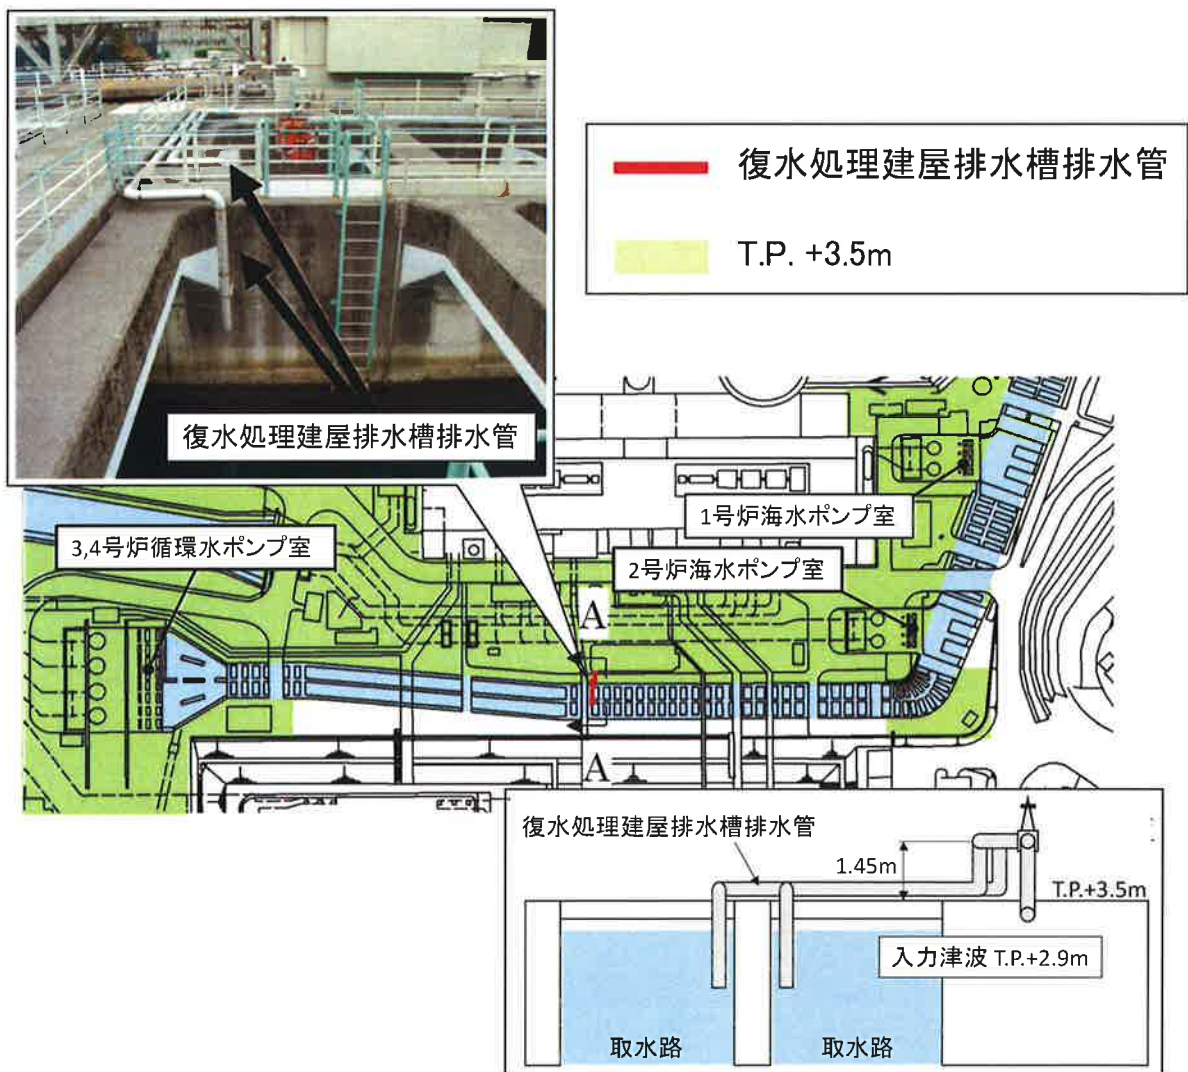 復水処理建屋排水槽排水管
T.P. +3.5m
復水処理建屋排水槽排水管
1号炉海水ポンプ室
3,4号炉循環水ポンプ室
2号炉海水ポンプ室
A
A
復水処理建屋排水槽排水管
1.45m
T.P.+3.5m
入力津波 T.P.+2.9m
取水路
取水路